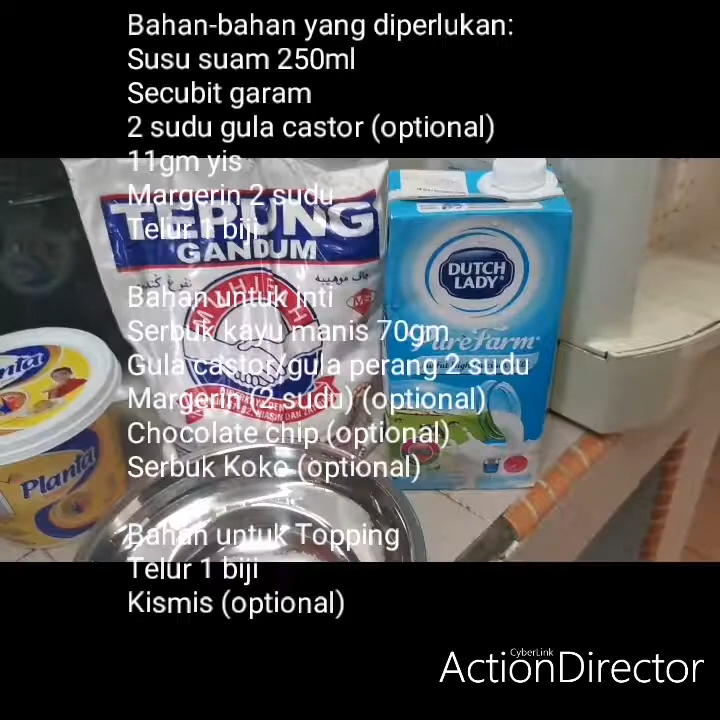 Bahan-bahan yang diperlukan:
Susu suam 250ml
Secubit garam
2 sudu gula castor (optional)
11gm yis
Margerin 2 sudu
Telur 1 biji
Bahan untuk inti
Serbuk kayu manis 70gm
Gula castor/gula perang 2 sudu
Margerin (2 sudu) (optional)
Chocolate chip (optional)
Serbuk Koko (optional)
Bahan untuk Topping
Telur 1 biji
Kismis (optional)
TEPUNG
GANDUM
DUTCH
LADY
PureFarm
Planta
CyberLink
ActionDirector